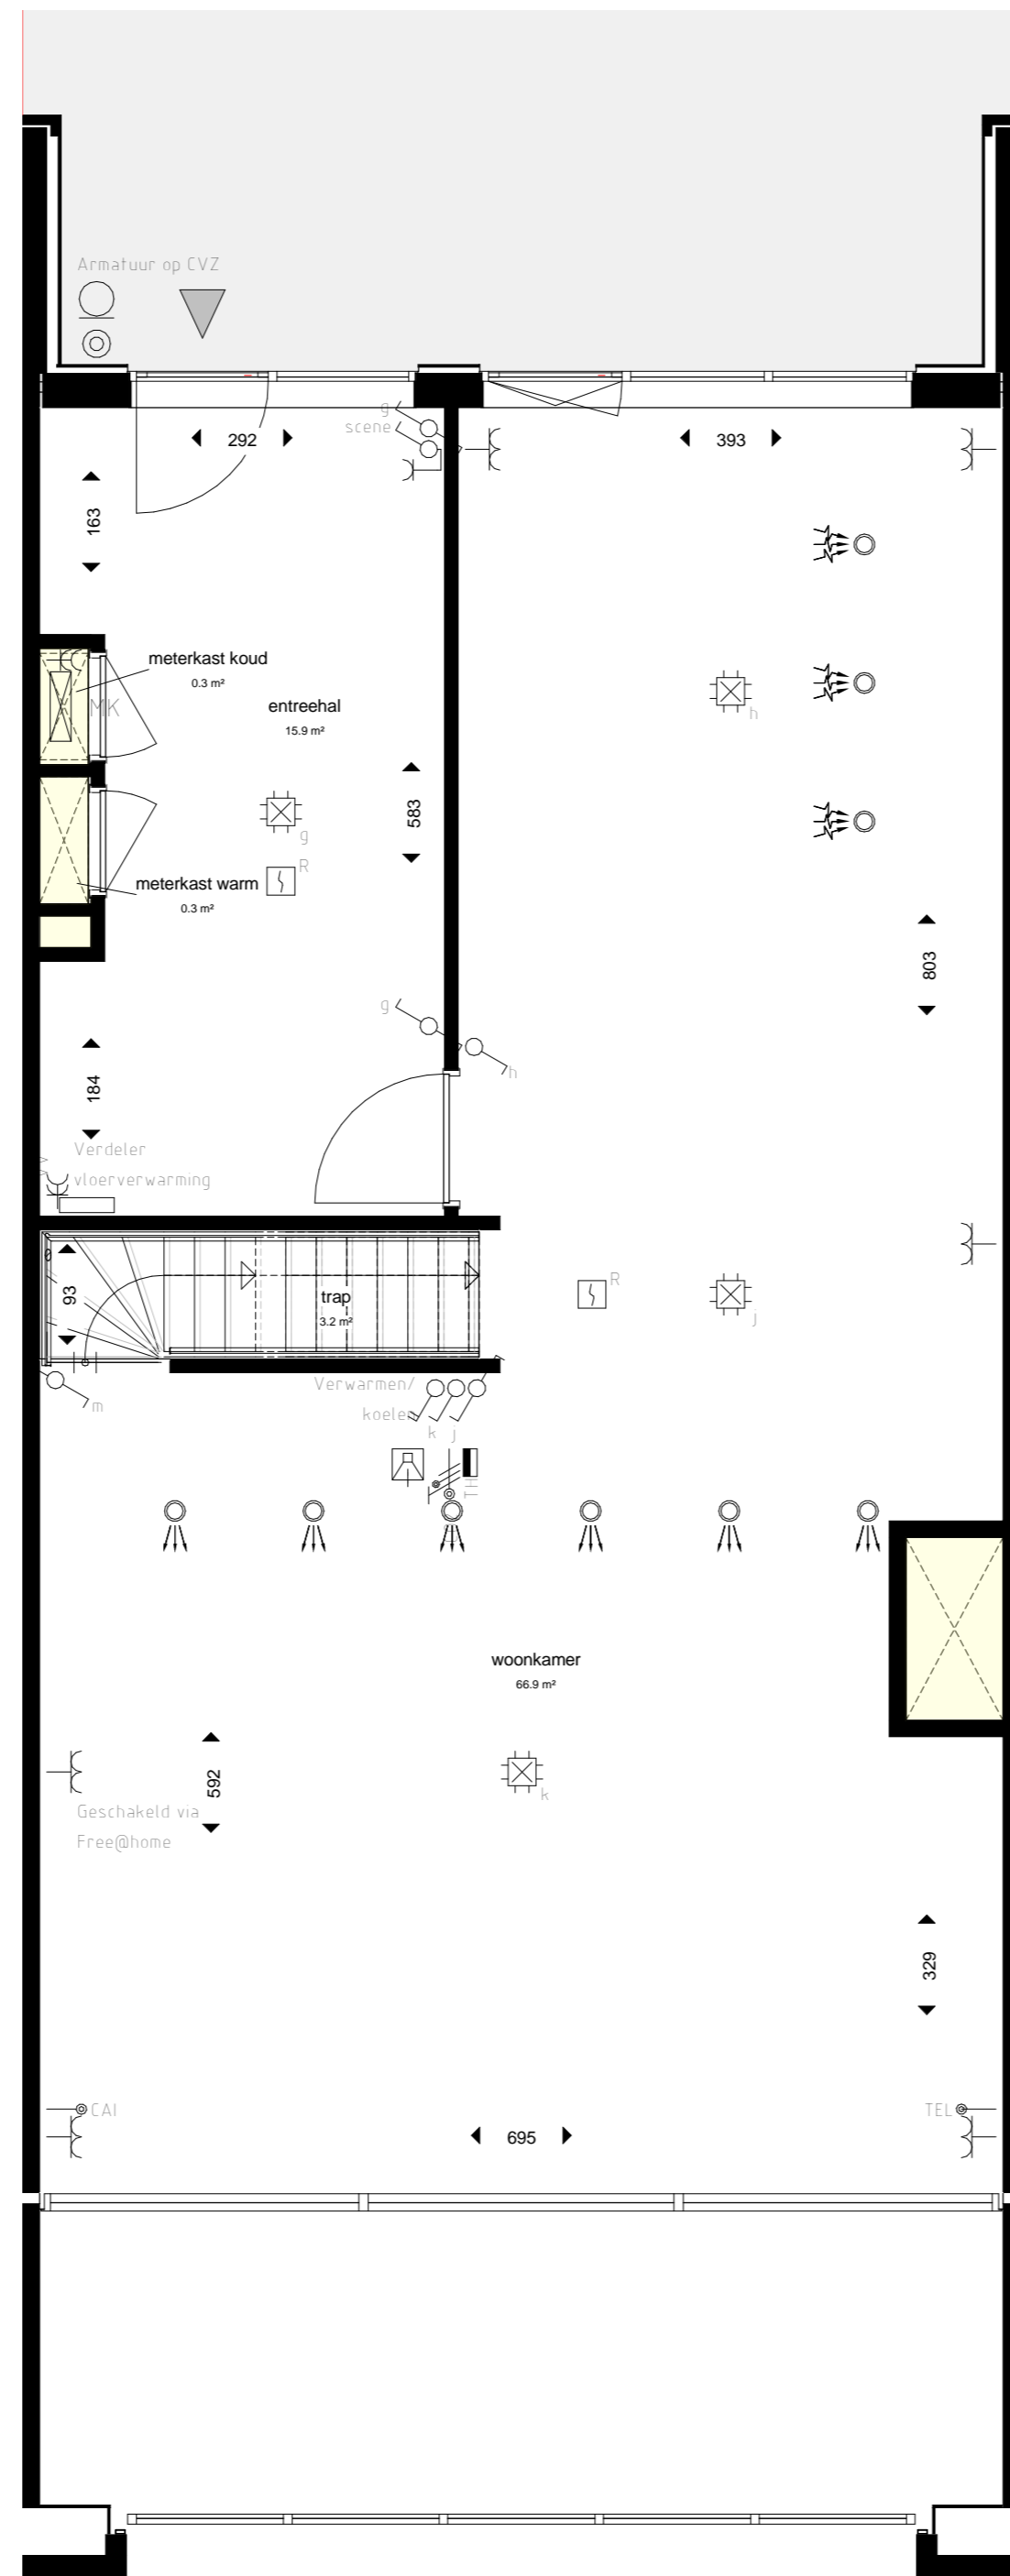 Armatuur op CVZ
g
scene
292
393
163
meterkast koud
0.3 m²
MK
entreehal
15.9 m²
h
583
g
R
meterkast warm
0.3 m²
803
g
h
184
Verdeler
vloerverwarming
93
trap
3.2 m²
R
j
m
Verwarmen/
koelen
k
j
TH
woonkamer
66.9 m²
592
k
Geschakeld via
Free@home
329
CAI
TEL
695